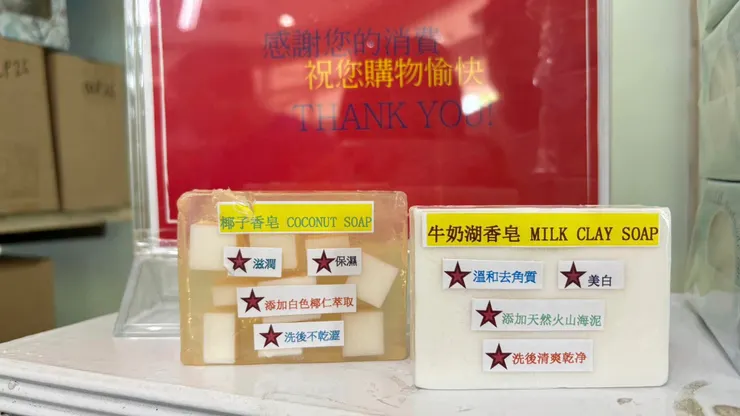 感謝您的消費
祝您購物愉快
THANK YOU!
椰子香皂 COCONUT SOAP
滋潤
保濕
添加白色椰仁萃取
洗後不乾澀
牛奶湖香皂 MILK CLAY SOAP
溫和去角質
美白
添加天然火山海泥
洗後清爽乾净